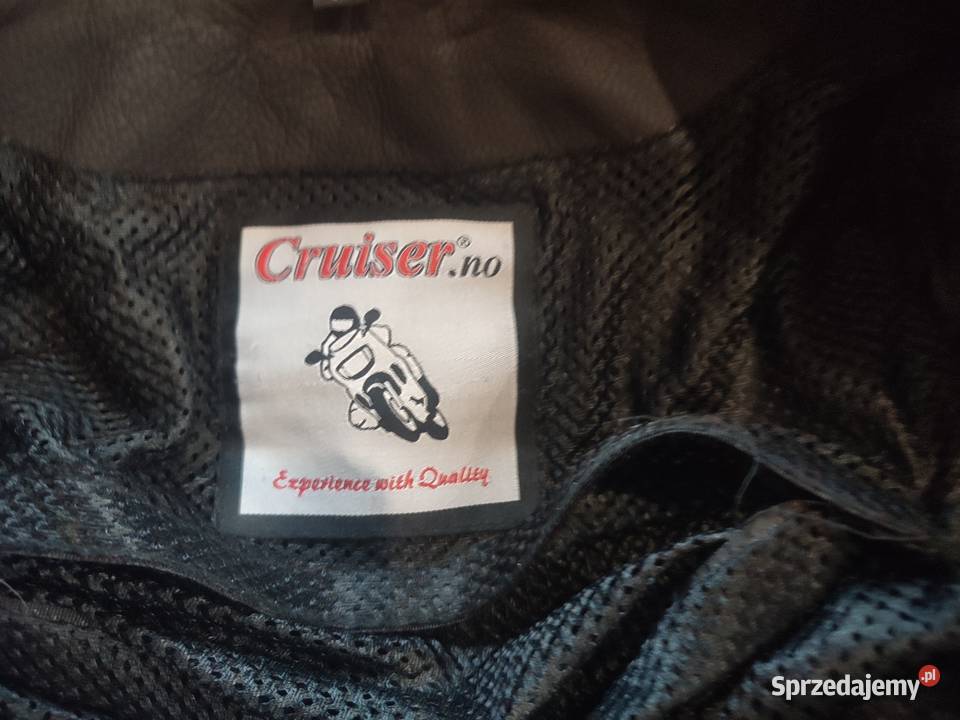 Cruiser®.no
Experience with Quality
Sprzedajemy.pl